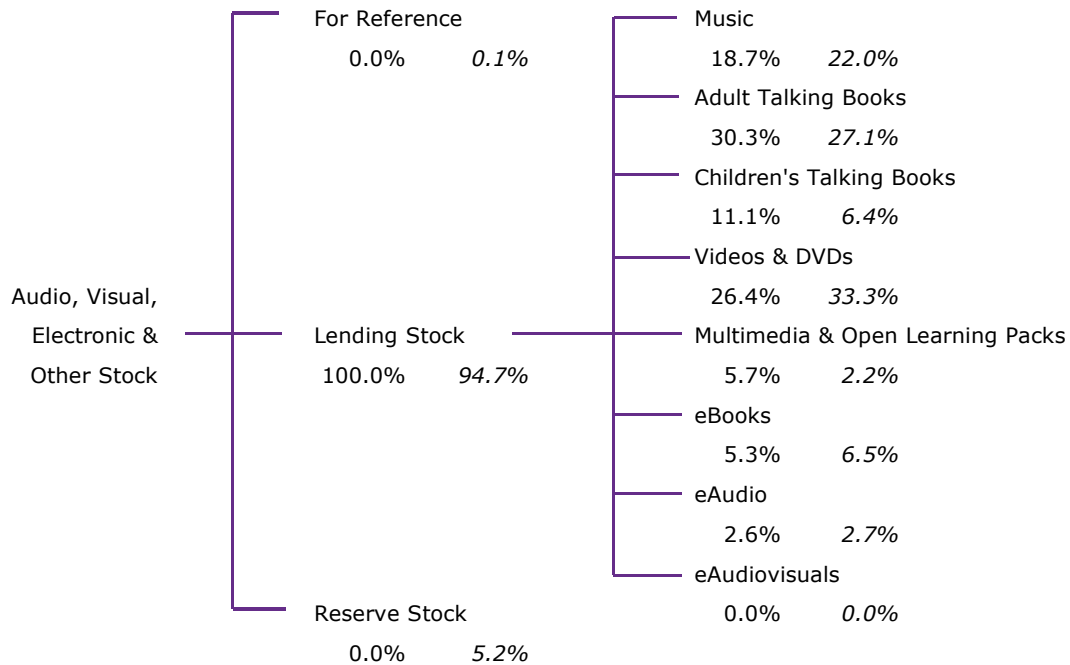 For Reference
0.0% 0.1%
Music
18.7% 22.0%
Adult Talking Books
30.3% 27.1%
Children's Talking Books
11.1% 6.4%
Videos & DVDs
26.4% 33.3%
Audio, Visual,
Electronic &
Other Stock
Lending Stock
100.0% 94.7%
Multimedia & Open Learning Packs
5.7% 2.2%
eBooks
5.3% 6.5%
eAudio
2.6% 2.7%
eAudiovisuals
0.0% 0.0%
Reserve Stock
0.0% 5.2%